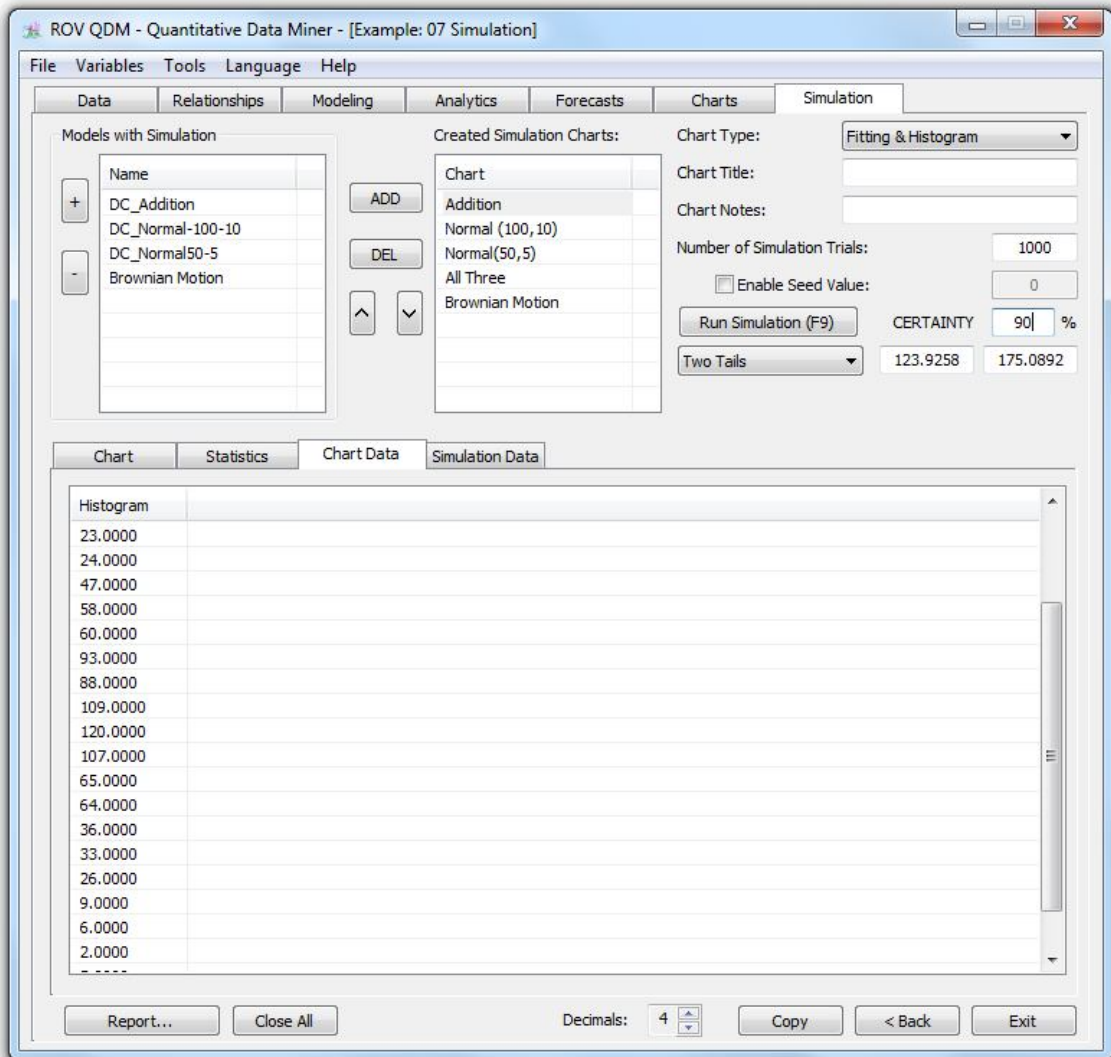 ROV QDM - Quantitative Data Miner - [Example: 07 Simulation]
File Variables Tools Language Help
Data Relationships Modeling Analytics Forecasts Charts Simulation
Models with Simulation
Name
DC_Addition
DC_Normal-100-10
DC_Normal50-5
Brownian Motion
+
-
ADD
DEL
Created Simulation Charts:
Chart
Addition
Normal (100,10)
Normal(50,5)
All Three
Brownian Motion
Chart Type: Fitting & Histogram
Chart Title:
Chart Notes:
Number of Simulation Trials: 1000
Enable Seed Value: 0
Run Simulation (F9) CERTAINTY 90 %
Two Tails 123.9258 175.0892
Chart Statistics Chart Data Simulation Data
Histogram
23.0000
24.0000
47.0000
58.0000
60.0000
93.0000
88.0000
109.0000
120.0000
107.0000
65.0000
64.0000
36.0000
33.0000
26.0000
9.0000
6.0000
2.0000
Report... Close All Decimals: 4 Copy < Back Exit